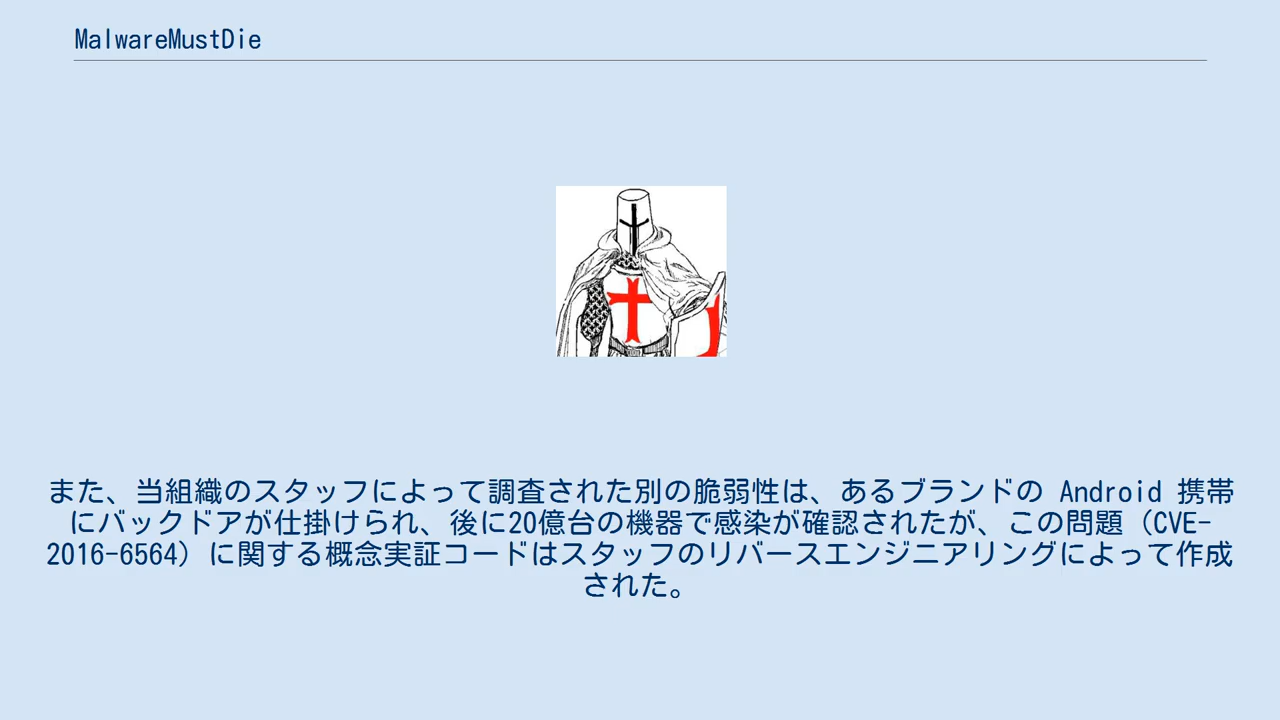 MalwareMustDie
また、当組織のスタッフによって調査された別の脆弱性は、あるブランドの Android 携帯
にバックドアが仕掛けられ、後に20億台の機器で感染が確認されたが、この問題（CVE-
2016-6564）に関する概念実証コードはスタッフのリバースエンジニアリングによって作成
された。